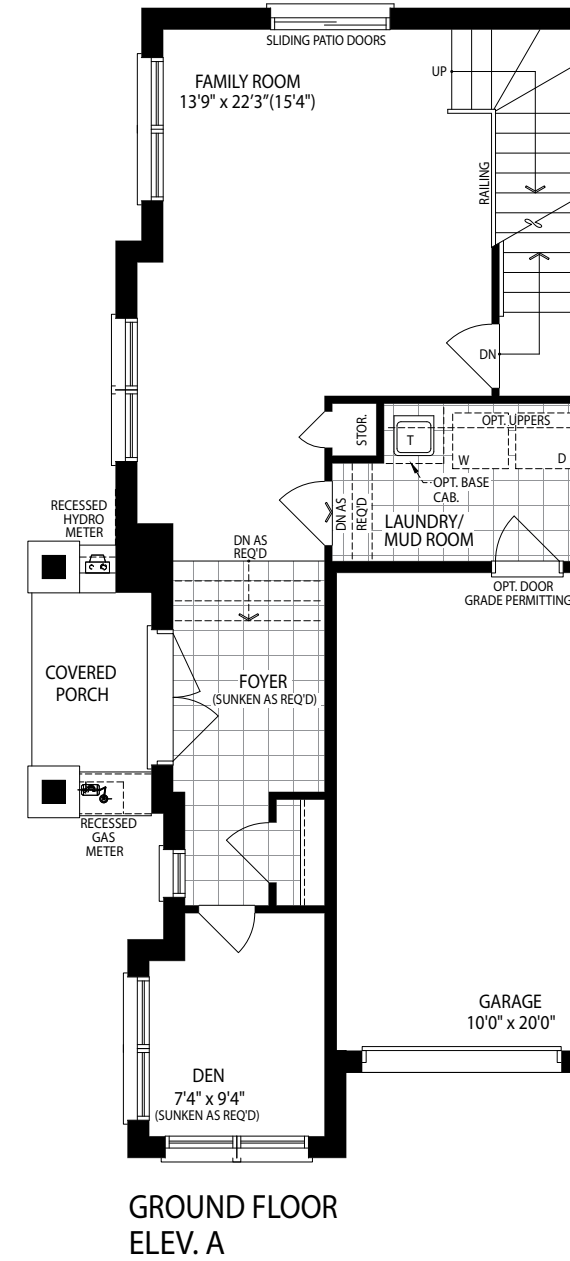 SLIDING PATIO DOORS
FAMILY ROOM
13'9" x 22'3"(15'4")
UP
RAILING
DN
STOR.
OPT. UPPERS
T
W
D
OPT. BASE
CAB.
DN AS
REQ'D
LAUNDRY/
MUD ROOM
RECESSED
HYDRO
METER
DN AS
REQ'D
OPT. DOOR
GRADE PERMITTING
COVERED
PORCH
FOYER
(SUNKEN AS REQ'D)
RECESSED
GAS
METER
GARAGE
10'0" x 20'0"
DEN
7'4" x 9'4"
(SUNKEN AS REQ'D)
GROUND FLOOR
ELEV. A